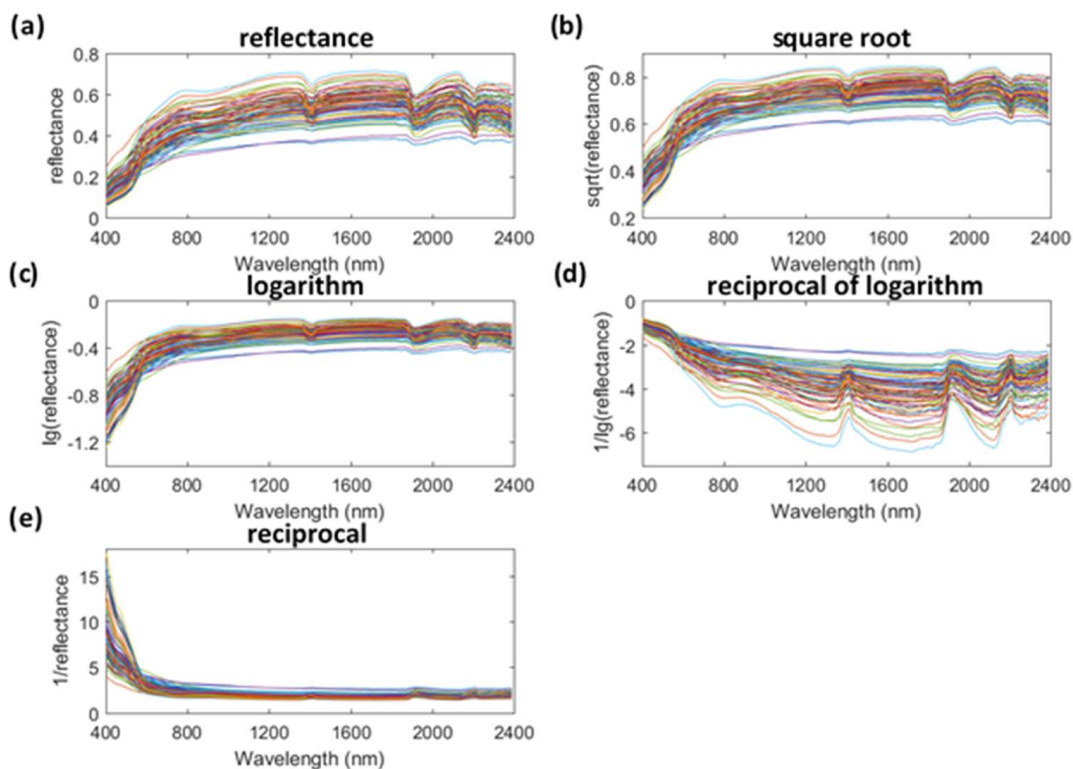 (a)
reflectance
0.8
0.6
0.4
0.2
0
reflectance
400 800 1200 1600 2000 2400
Wavelength (nm)
(b)
square root
0.8
0.6
0.4
0.2
sqrt(reflectance)
400 800 1200 1600 2000 2400
Wavelength (nm)
(c)
logarithm
0
-0.4
-0.8
-1.2
lg(reflectance)
400 800 1200 1600 2000 2400
Wavelength (nm)
(d)
reciprocal of logarithm
0
-2
-4
-6
1/lg(reflectance)
400 800 1200 1600 2000 2400
Wavelength (nm)
(e)
reciprocal
15
10
5
0
1/reflectance
400 800 1200 1600 2000 2400
Wavelength (nm)